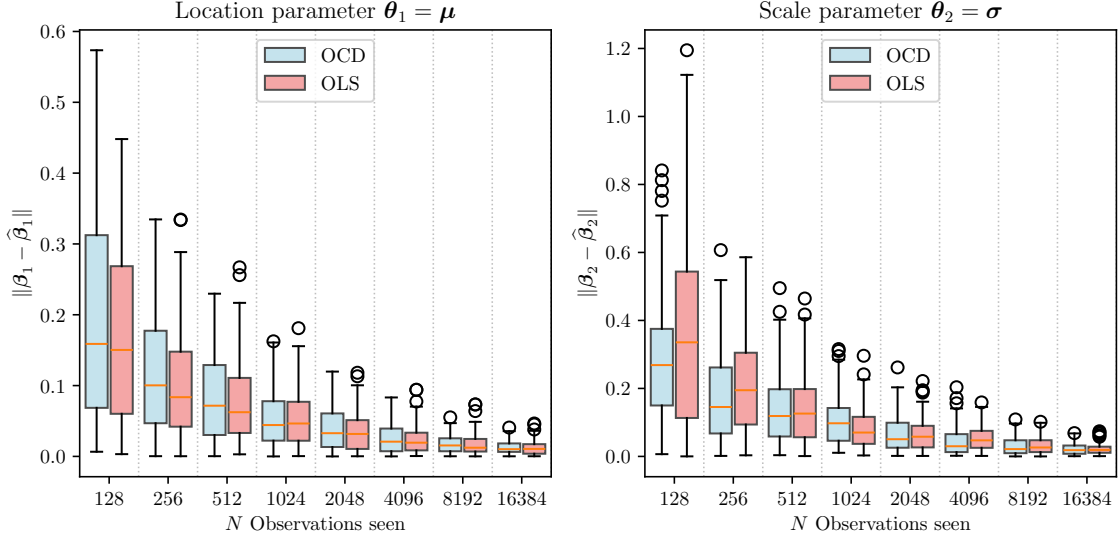 Location parameter θ₁ = μ
0.6
0.5
0.4
0.3
0.2
0.1
0.0
‖β₁ − β̂₁‖
OCD
OLS
128 256 512 1024 2048 4096 8192 16384
N Observations seen
Scale parameter θ₂ = σ
1.2
1.0
0.8
0.6
0.4
0.2
0.0
‖β₂ − β̂₂‖
OCD
OLS
128 256 512 1024 2048 4096 8192 16384
N Observations seen